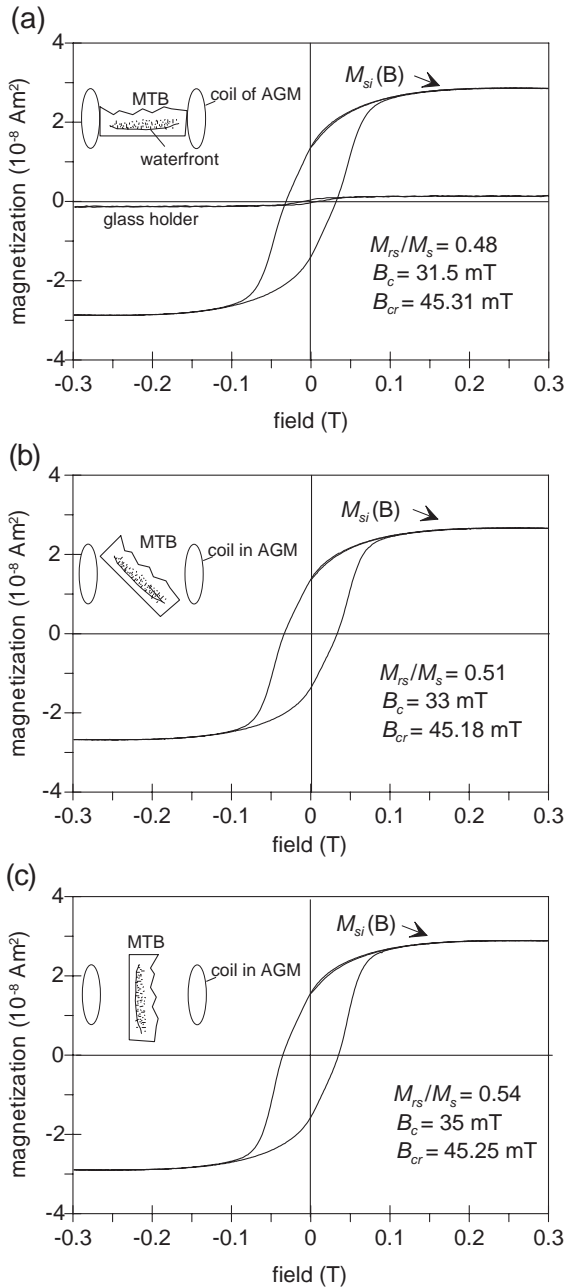 (a)
magnetization (10⁻⁸ Am²)
4
2
0
-2
-4
MTB
coil of AGM
waterfront
glass holder
Mₛᵢ(B)
Mᵣₛ/Mₛ = 0.48
B꜀ = 31.5 mT
B꜀ᵣ = 45.31 mT
-0.3 -0.2 -0.1 0 0.1 0.2 0.3
field (T)
(b)
magnetization (10⁻⁸ Am²)
4
2
0
-2
-4
MTB
coil in AGM
Mₛᵢ(B)
Mᵣₛ/Mₛ = 0.51
B꜀ = 33 mT
B꜀ᵣ = 45.18 mT
-0.3 -0.2 -0.1 0 0.1 0.2 0.3
field (T)
(c)
magnetization (10⁻⁸ Am²)
4
2
0
-2
-4
MTB
coil in AGM
Mₛᵢ(B)
Mᵣₛ/Mₛ = 0.54
B꜀ = 35 mT
B꜀ᵣ = 45.25 mT
-0.3 -0.2 -0.1 0 0.1 0.2 0.3
field (T)